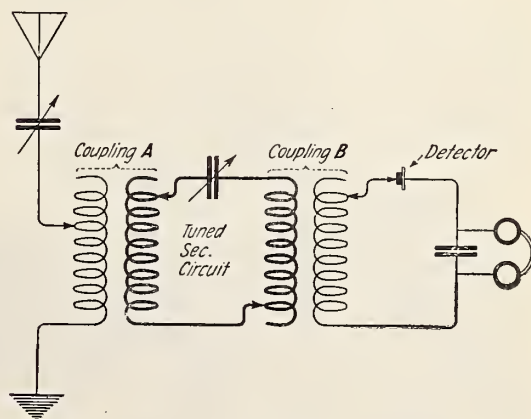 Coupling A
Coupling B
Detector
Tuned
Sec.
Circuit